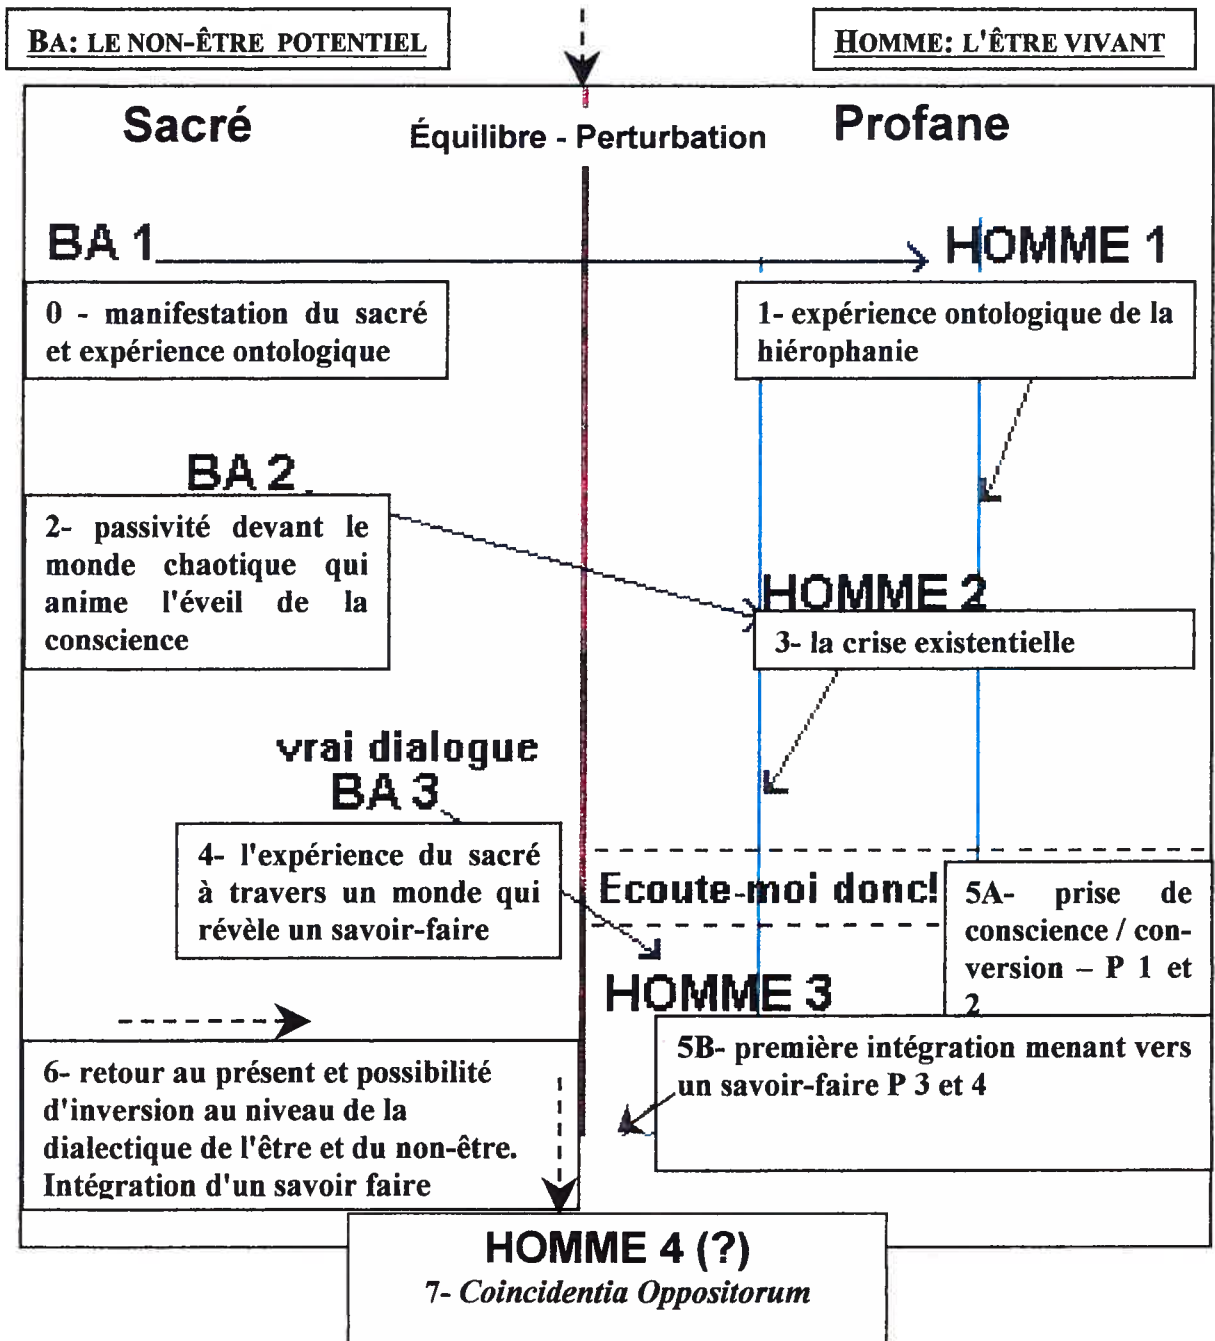 BA: LE NON-ÊTRE POTENTIEL
HOMME: L'ÊTRE VIVANT
Sacré
Équilibre - Perturbation
Profane
BA 1
HOMME 1
0 - manifestation du sacré
et expérience ontologique
1- expérience ontologique de la
hiérophanie
BA 2
2- passivité devant le
monde chaotique qui
anime l'éveil de la
conscience
HOMME 2
3- la crise existentielle
vrai dialogue
BA 3
4- l'expérience du sacré
à travers un monde qui
révèle un savoir-faire
Ecoute-moi donc!
5A- prise de
conscience / con-
version – P 1 et
2
HOMME 3
5B- première intégration menant vers
un savoir-faire P 3 et 4
6- retour au présent et possibilité
d'inversion au niveau de la
dialectique de l'être et du non-être.
Intégration d'un savoir faire
HOMME 4 (?)
7- Coincidentia Oppositorum